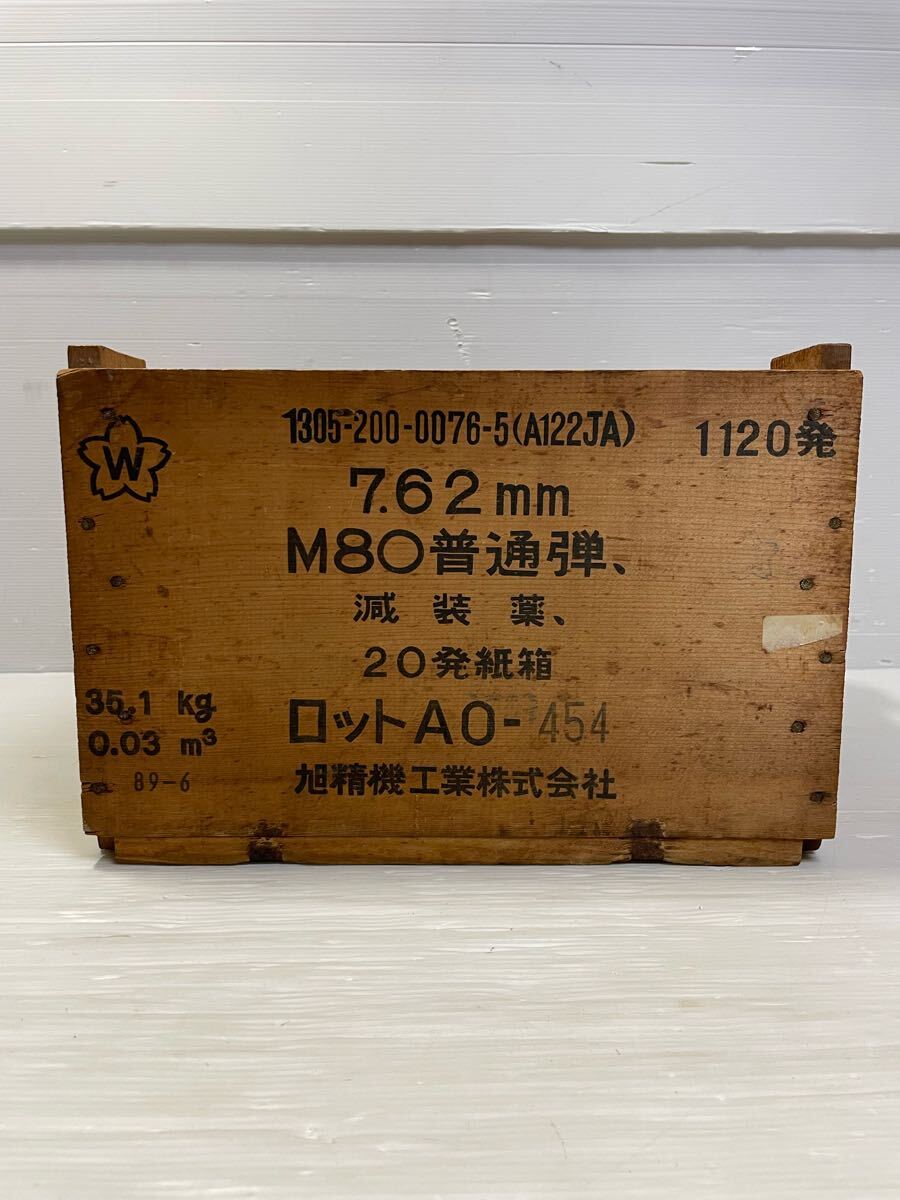 1305-200-0076-5(A122JA)
1120発
W
7.62mm
M80普通弾、
減装薬、
20発紙箱
35.1 kg
0.03 m³
89-6
ロットAO-454
旭精機工業株式会社